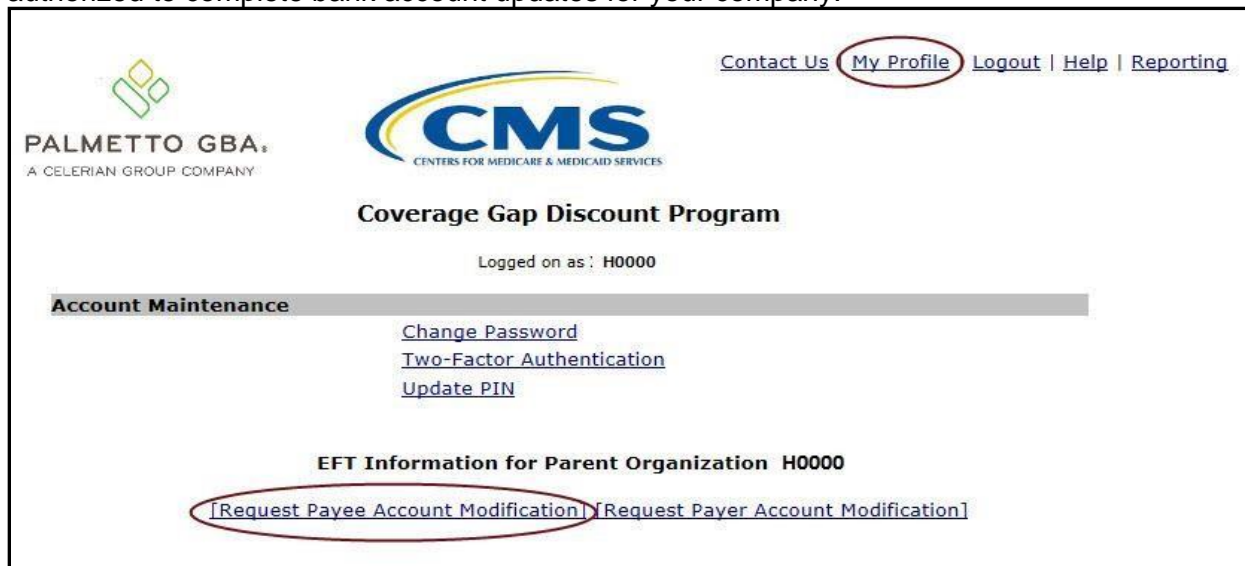 authorized to complete bank account updates for your company.
Contact Us My Profile Logout | Help | Reporting
PALMETTO GBA®
A CELERIAN GROUP COMPANY
CMS
CENTERS FOR MEDICARE & MEDICAID SERVICES
Coverage Gap Discount Program
Logged on as : H0000
Account Maintenance
Change Password
Two-Factor Authentication
Update PIN
EFT Information for Parent Organization H0000
[Request Payee Account Modification] [Request Payer Account Modification]